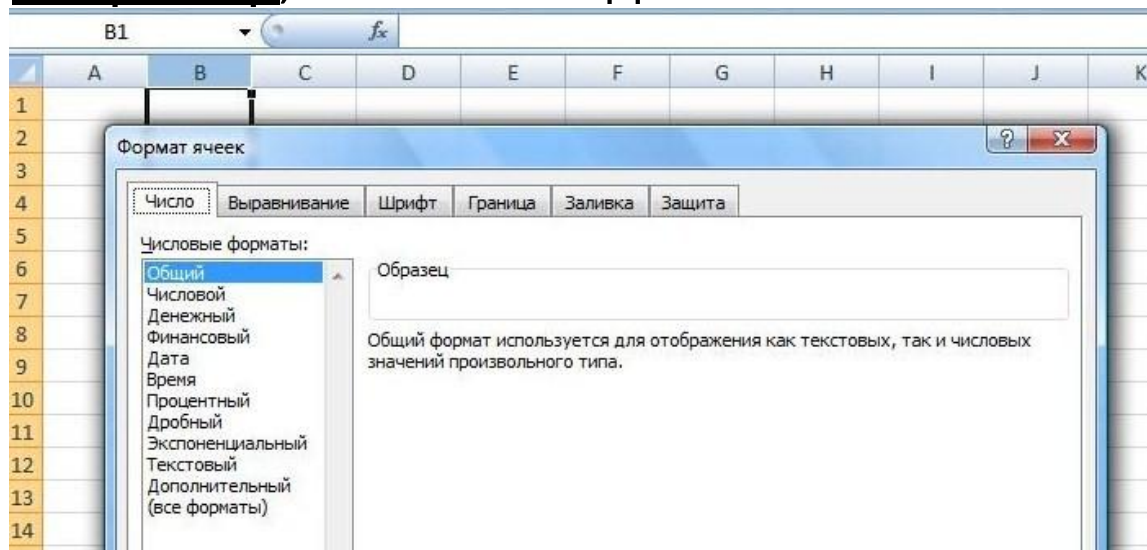 B1 fx
A B C D E F G H I J K
1
2
3
4
5
6
7
8
9
10
11
12
13
14
Формат ячеек
Число Выравнивание Шрифт Граница Заливка Защита
Числовые форматы:
Общий
Числовой
Денежный
Финансовый
Дата
Время
Процентный
Дробный
Экспоненциальный
Текстовый
Дополнительный
(все форматы)
Образец
Общий формат используется для отображения как текстовых, так и числовых
значений произвольного типа.